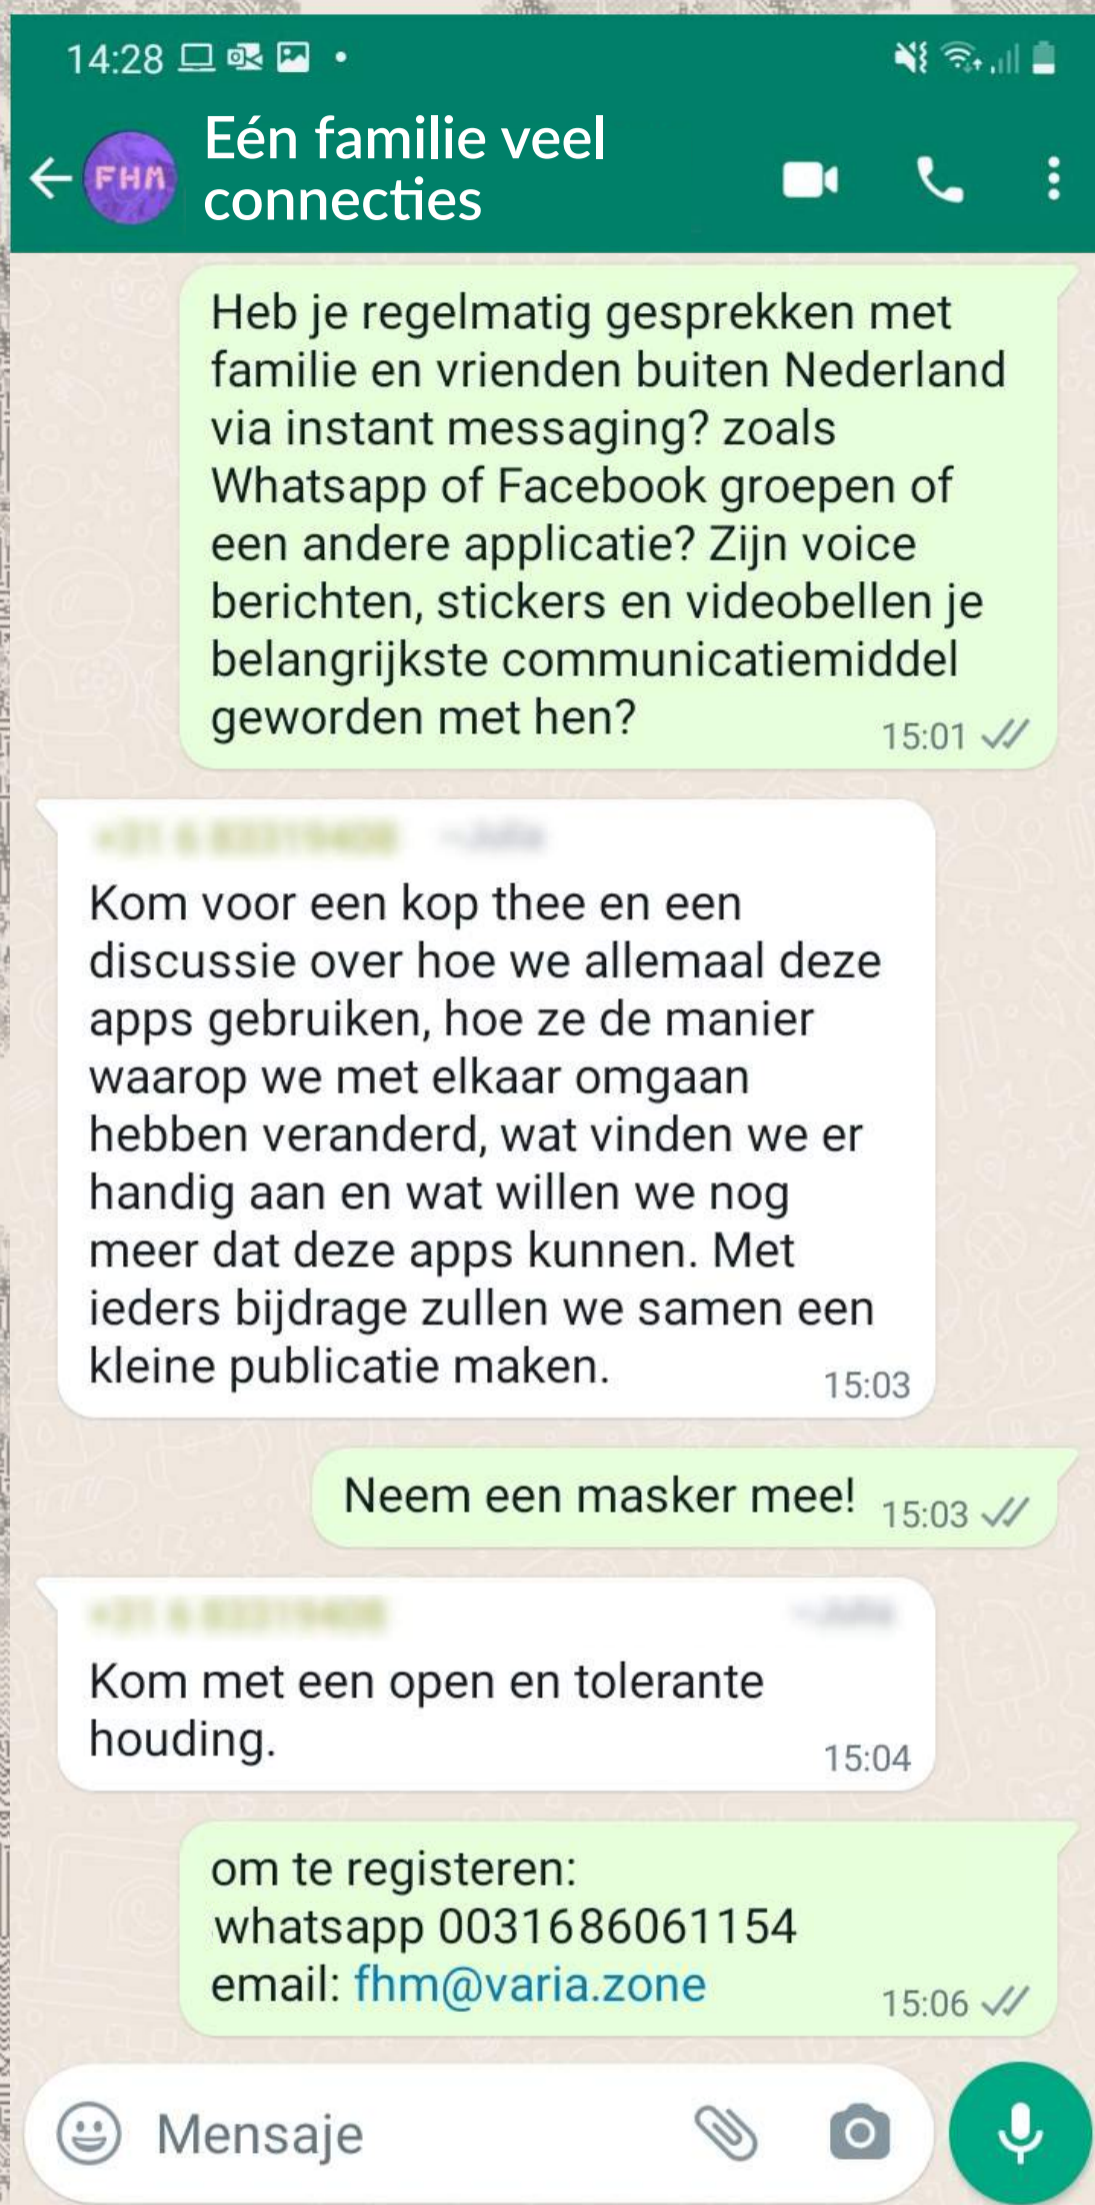 14:28
FHM
Eén familie veel
connecties
Heb je regelmatig gesprekken met
familie en vrienden buiten Nederland
via instant messaging? zoals
Whatsapp of Facebook groepen of
een andere applicatie? Zijn voice
berichten, stickers en videobellen je
belangrijkste communicatiemiddel
geworden met hen?
15:01
Kom voor een kop thee en een
discussie over hoe we allemaal deze
apps gebruiken, hoe ze de manier
waarop we met elkaar omgaan
hebben veranderd, wat vinden we er
handig aan en wat willen we nog
meer dat deze apps kunnen. Met
ieders bijdrage zullen we samen een
kleine publicatie maken.
15:03
Neem een masker mee! 15:03
Kom met een open en tolerante
houding.
15:04
om te registeren:
whatsapp 0031686061154
email: fhm@varia.zone
15:06
Mensaje